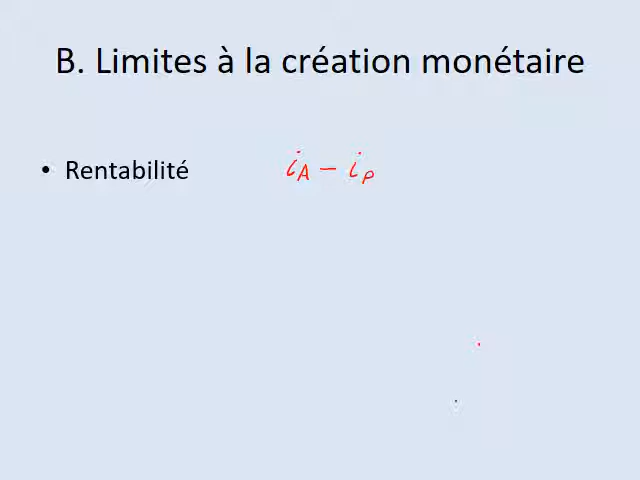 B. Limites à la création monétaire
• Rentabilité i_A – i_P